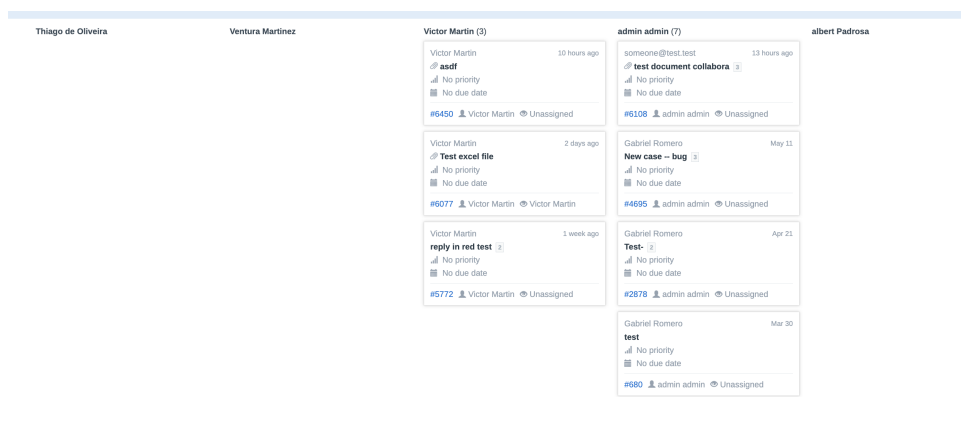 Thiago de Oliveira
Ventura Martinez
Victor Martin (3)
Victor Martin 10 hours ago
asdf
No priority
No due date
#6450 Victor Martin Unassigned
Victor Martin 2 days ago
Test excel file
No priority
No due date
#6077 Victor Martin Victor Martin
Victor Martin 1 week ago
reply in red test 2
No priority
No due date
#5772 Victor Martin Unassigned
admin admin (7)
someone@test.test 13 hours ago
test document collabora 3
No priority
No due date
#6108 admin admin Unassigned
Gabriel Romero May 11
New case -- bug 3
No priority
No due date
#4695 admin admin Unassigned
Gabriel Romero Apr 21
Test- 2
No priority
No due date
#2878 admin admin Unassigned
Gabriel Romero Mar 30
test
No priority
No due date
#680 admin admin Unassigned
albert Padrosa